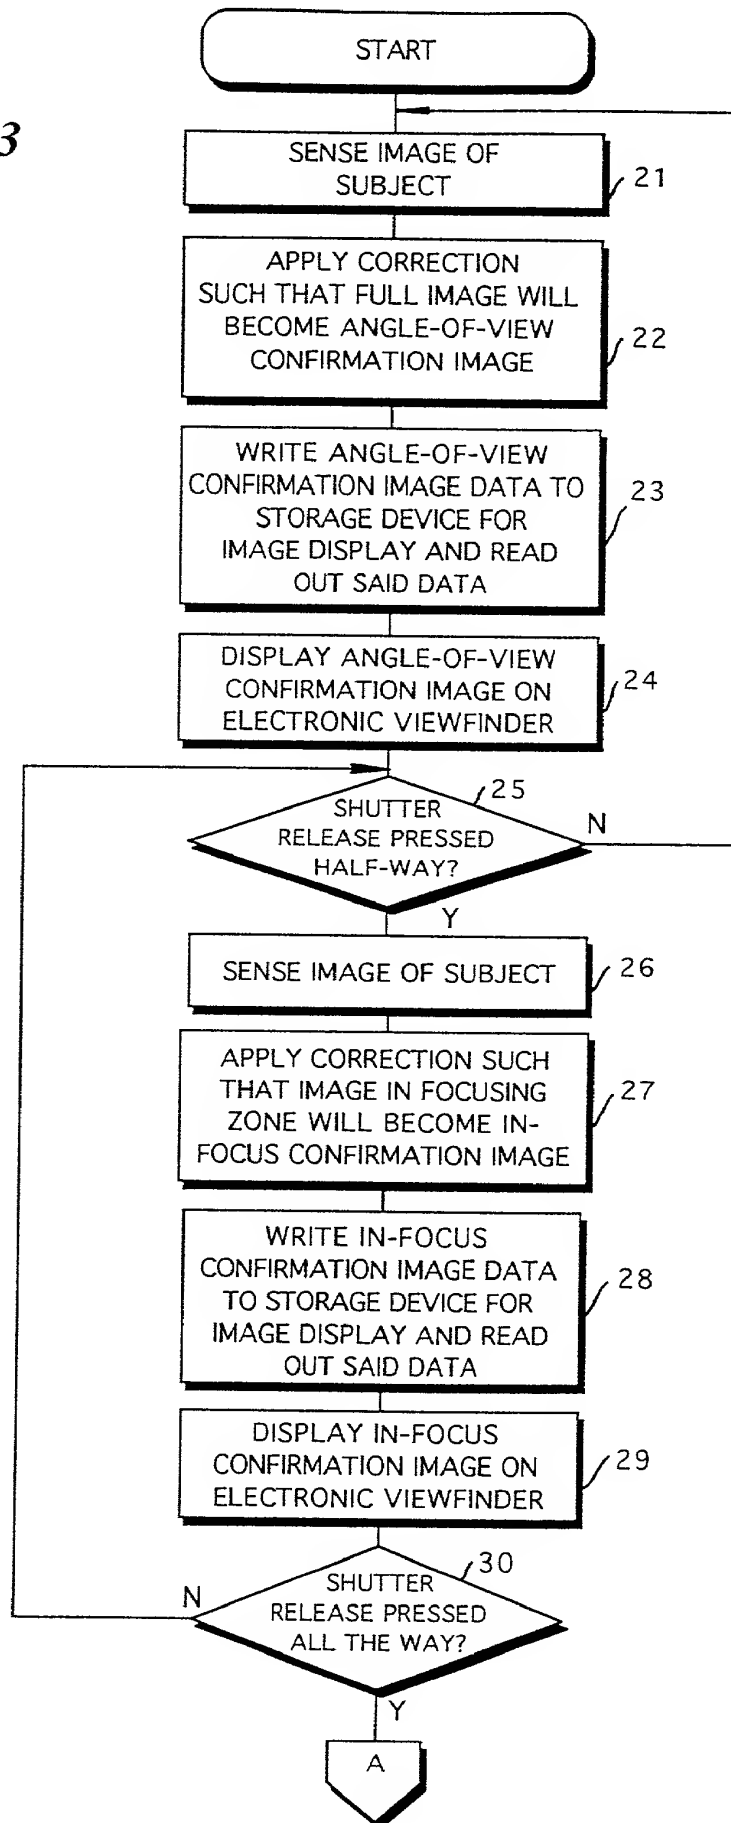 START
3
SENSE IMAGE OF
SUBJECT
21
APPLY CORRECTION
SUCH THAT FULL IMAGE WILL
BECOME ANGLE-OF-VIEW
CONFIRMATION IMAGE
22
WRITE ANGLE-OF-VIEW
CONFIRMATION IMAGE DATA TO
STORAGE DEVICE FOR
IMAGE DISPLAY AND READ
OUT SAID DATA
23
DISPLAY ANGLE-OF-VIEW
CONFIRMATION IMAGE ON
ELECTRONIC VIEWFINDER
24
25
SHUTTER
RELEASE PRESSED
HALF-WAY?
N
Y
SENSE IMAGE OF SUBJECT
26
APPLY CORRECTION SUCH
THAT IMAGE IN FOCUSING
ZONE WILL BECOME IN-
FOCUS CONFIRMATION IMAGE
27
WRITE IN-FOCUS
CONFIRMATION IMAGE DATA
TO STORAGE DEVICE FOR
IMAGE DISPLAY AND READ
OUT SAID DATA
28
DISPLAY IN-FOCUS
CONFIRMATION IMAGE ON
ELECTRONIC VIEWFINDER
29
30
SHUTTER
RELEASE PRESSED
ALL THE WAY?
N
Y
A